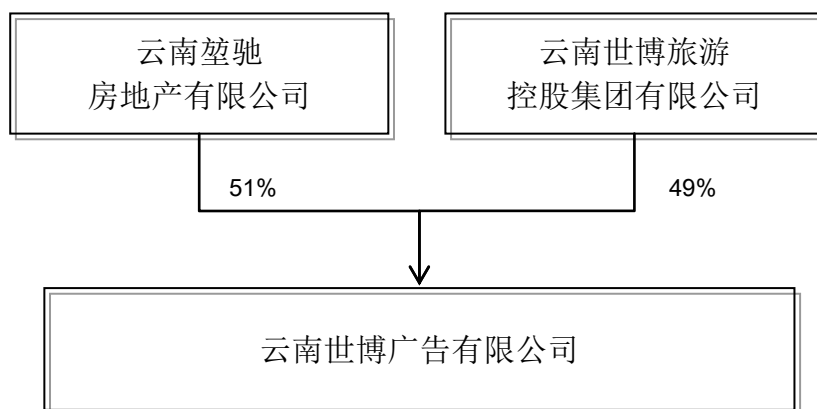 云南堃驰
房地产有限公司
云南世博旅游
控股集团有限公司
51%
49%
云南世博广告有限公司